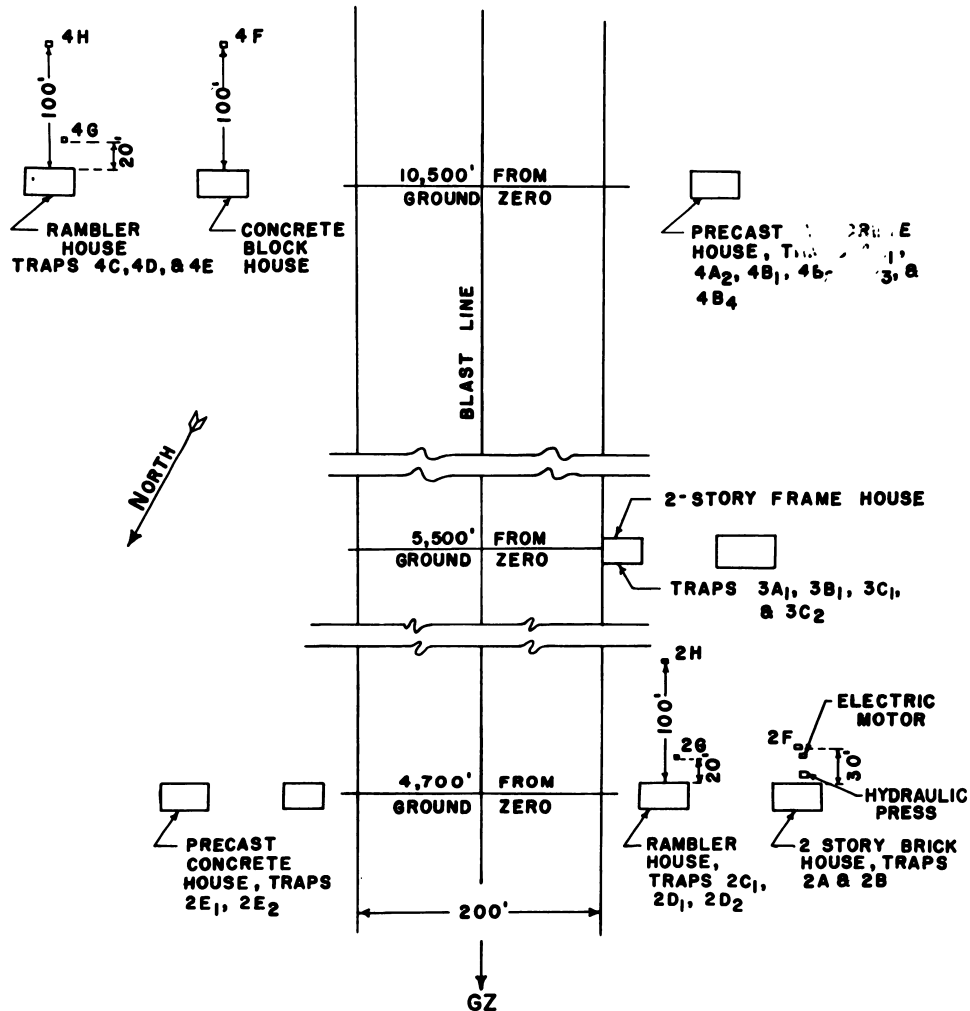 4H
4F
100'
100'
4G
20'
10,500' FROM
GROUND ZERO
RAMBLER
HOUSE
TRAPS 4C, 4D, & 4E
CONCRETE
BLOCK
HOUSE
PRECAST
HOUSE,
4A₂, 4B₁, &
4B₄
BLAST LINE
NORTH
2-STORY FRAME HOUSE
5,500' FROM
GROUND ZERO
TRAPS 3A₁, 3B₁, 3C₁,
& 3C₂
2H
100'
2G
20'
ELECTRIC
MOTOR
2F
30'
4,700' FROM
GROUND ZERO
HYDRAULIC
PRESS
PRECAST
CONCRETE
HOUSE, TRAPS
2E₁, 2E₂
RAMBLER
HOUSE,
TRAPS 2C₁,
2D₁, 2D₂
2 STORY BRICK
HOUSE, TRAPS
2A & 2B
200'
GZ